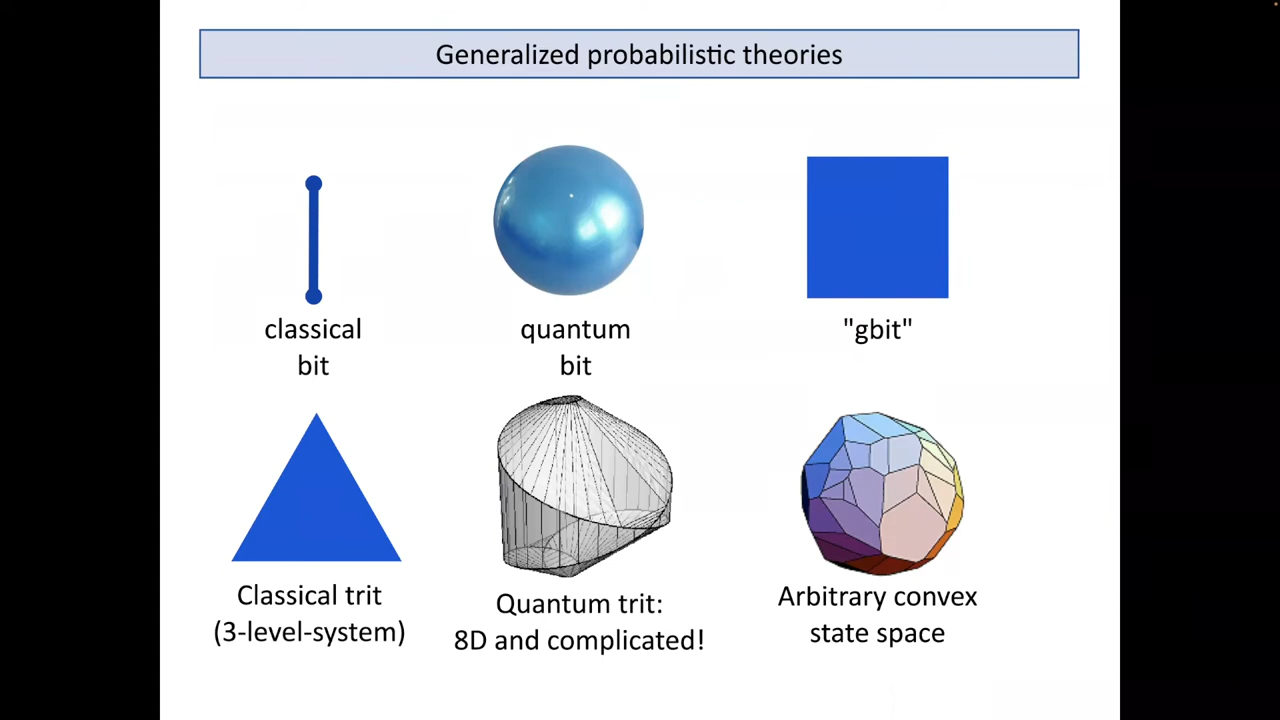 Generalized probabilistic theories
classical
bit
quantum
bit
"gbit"
Classical trit
(3-level-system)
Quantum trit:
8D and complicated!
Arbitrary convex
state space